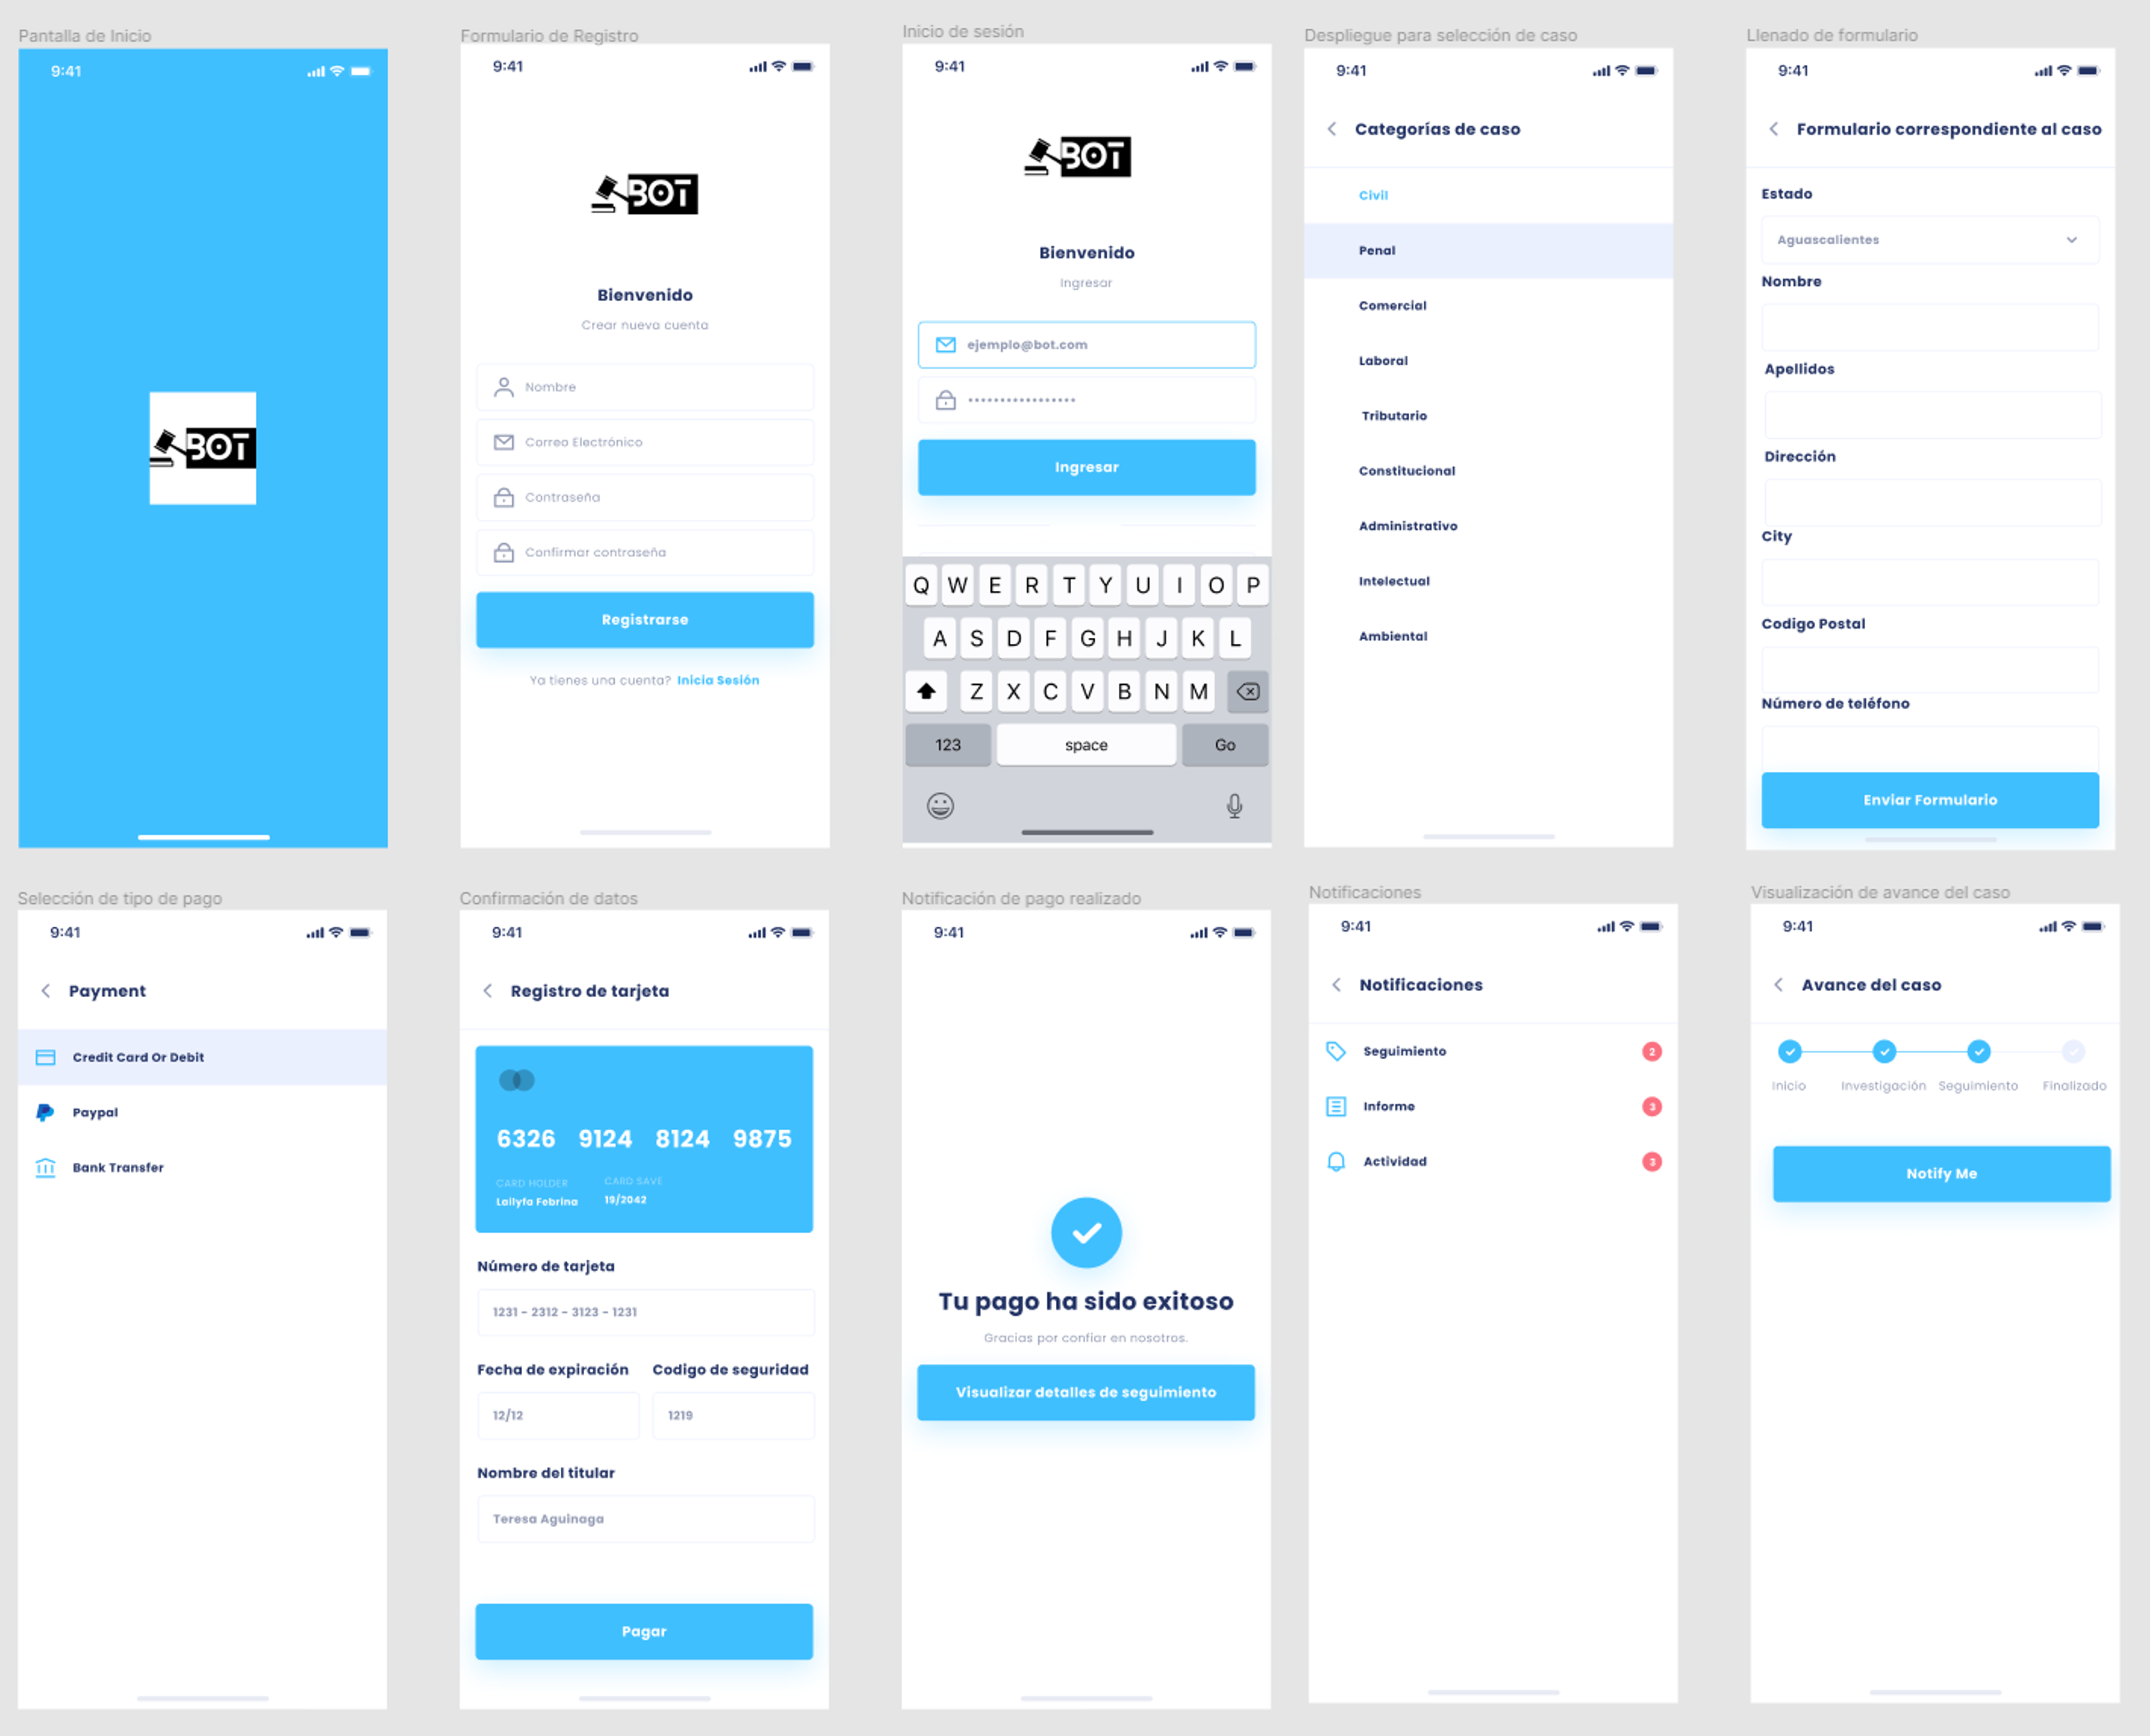 Pantalla de Inicio
9:41
BOT
Formulario de Registro
9:41
BOT
Bienvenido
Crear nueva cuenta
Nombre
Correo Electrónico
Contraseña
Confirmar contraseña
Registrarse
Ya tienes una cuenta? Inicia Sesión
Inicio de sesión
9:41
BOT
Bienvenido
Ingresar
ejemplo@bot.com
Ingresar
Q W E R T Y U I O P
A S D F G H J K L
Z X C V B N M
123 space Go
Despliegue para selección de caso
9:41
Categorías de caso
Civil
Penal
Comercial
Laboral
Tributario
Constitucional
Administrativo
Intelectual
Ambiental
Llenado de formulario
9:41
Formulario correspondiente al caso
Estado
Aguascalientes
Nombre
Apellidos
Dirección
City
Codigo Postal
Número de teléfono
Enviar Formulario
Selección de tipo de pago
9:41
Payment
Credit Card Or Debit
Paypal
Bank Transfer
Confirmación de datos
9:41
Registro de tarjeta
6326 9124 8124 9875
CARD HOLDER CARD SAVE
Lailyfa Febrina 19/2042
Número de tarjeta
1231 - 2312 - 3123 - 1231
Fecha de expiración Codigo de seguridad
12/12 1219
Nombre del titular
Teresa Aguinaga
Pagar
Notificación de pago realizado
9:41
Tu pago ha sido exitoso
Gracias por confiar en nosotros.
Visualizar detalles de seguimiento
Notificaciones
9:41
Notificaciones
Seguimiento 2
Informe 3
Actividad 3
Visualización de avance del caso
9:41
Avance del caso
Inicio Investigación Seguimiento Finalizado
Notify Me